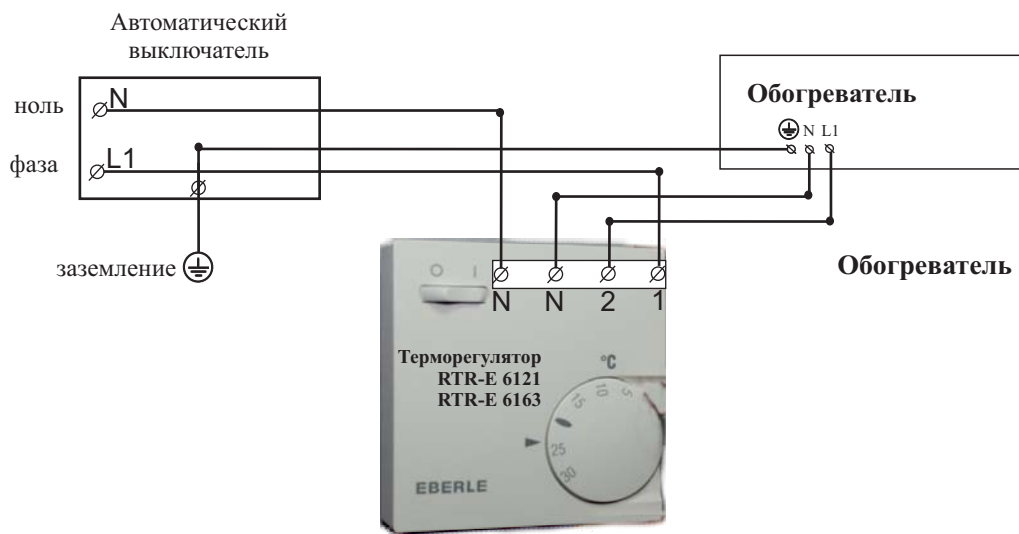 Автоматический
выключатель
ноль
N
фаза
L1
заземление
Обогреватель
N L1
Обогреватель
O I
N N 2 1
Терморегулятор
RTR-E 6121
RTR-E 6163
°C
5
10
15
25
30
EBERLE